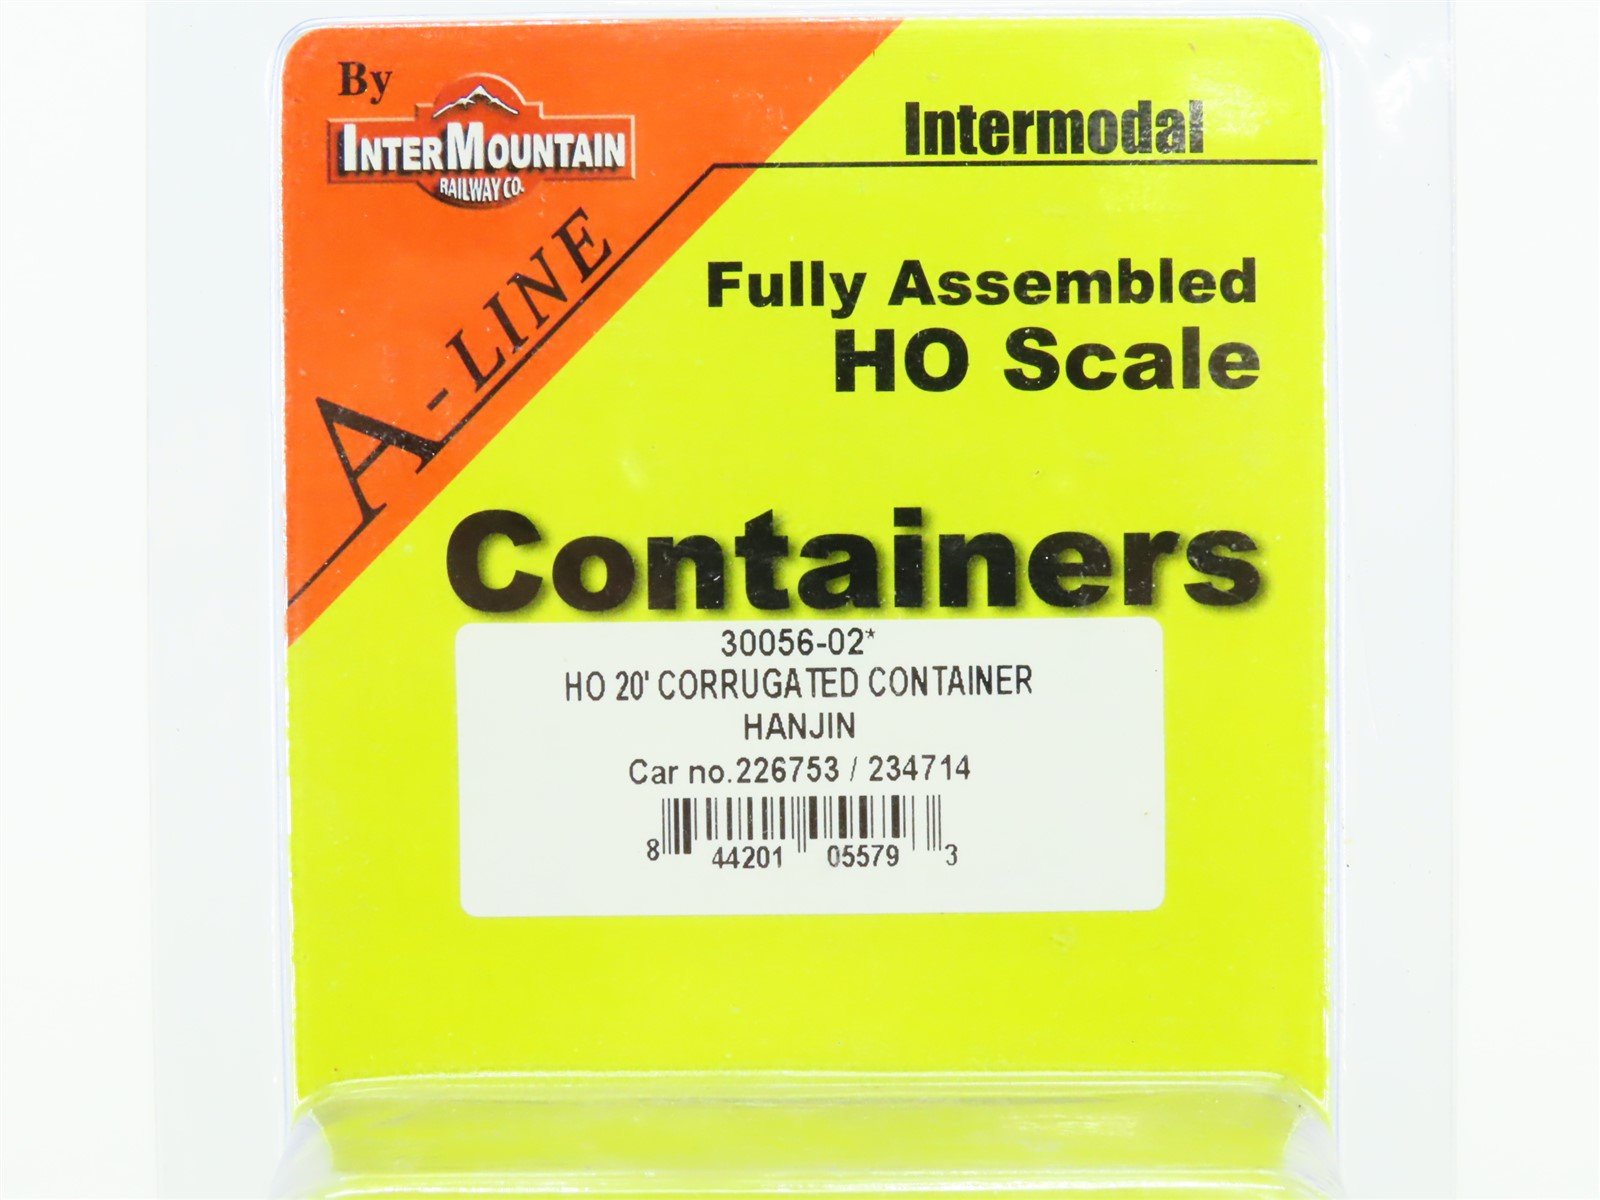 By
INTERMOUNTAIN
RAILWAY CO.
A-LINE
Intermodal
Fully Assembled
HO Scale
Containers
30056-02*
HO 20' CORRUGATED CONTAINER
HANJIN
Car no.226753 / 234714
8 44201 05579 3